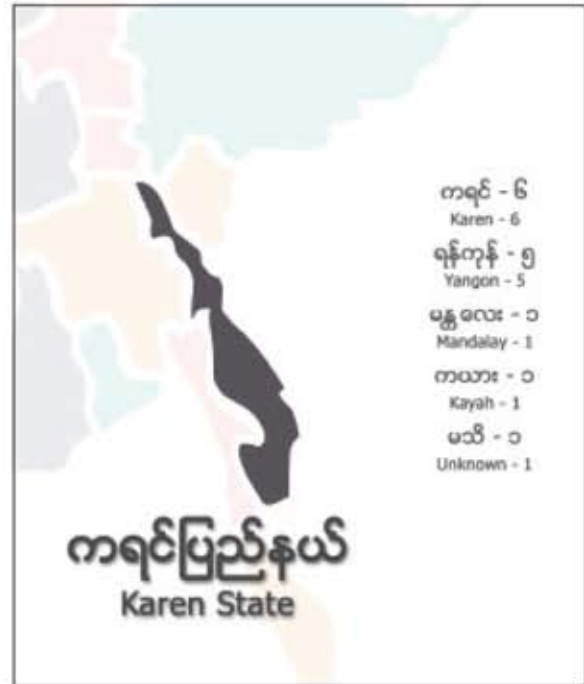 ကရင် - ၆
Karen - 6
ရန်ကုန် - ၅
Yangon - 5
မန္တလေး - ၁
Mandalay - 1
ကယား - ၁
Kayah - 1
မသိ - ၁
Unknown - 1
ကရင်ပြည်နယ်
Karen State